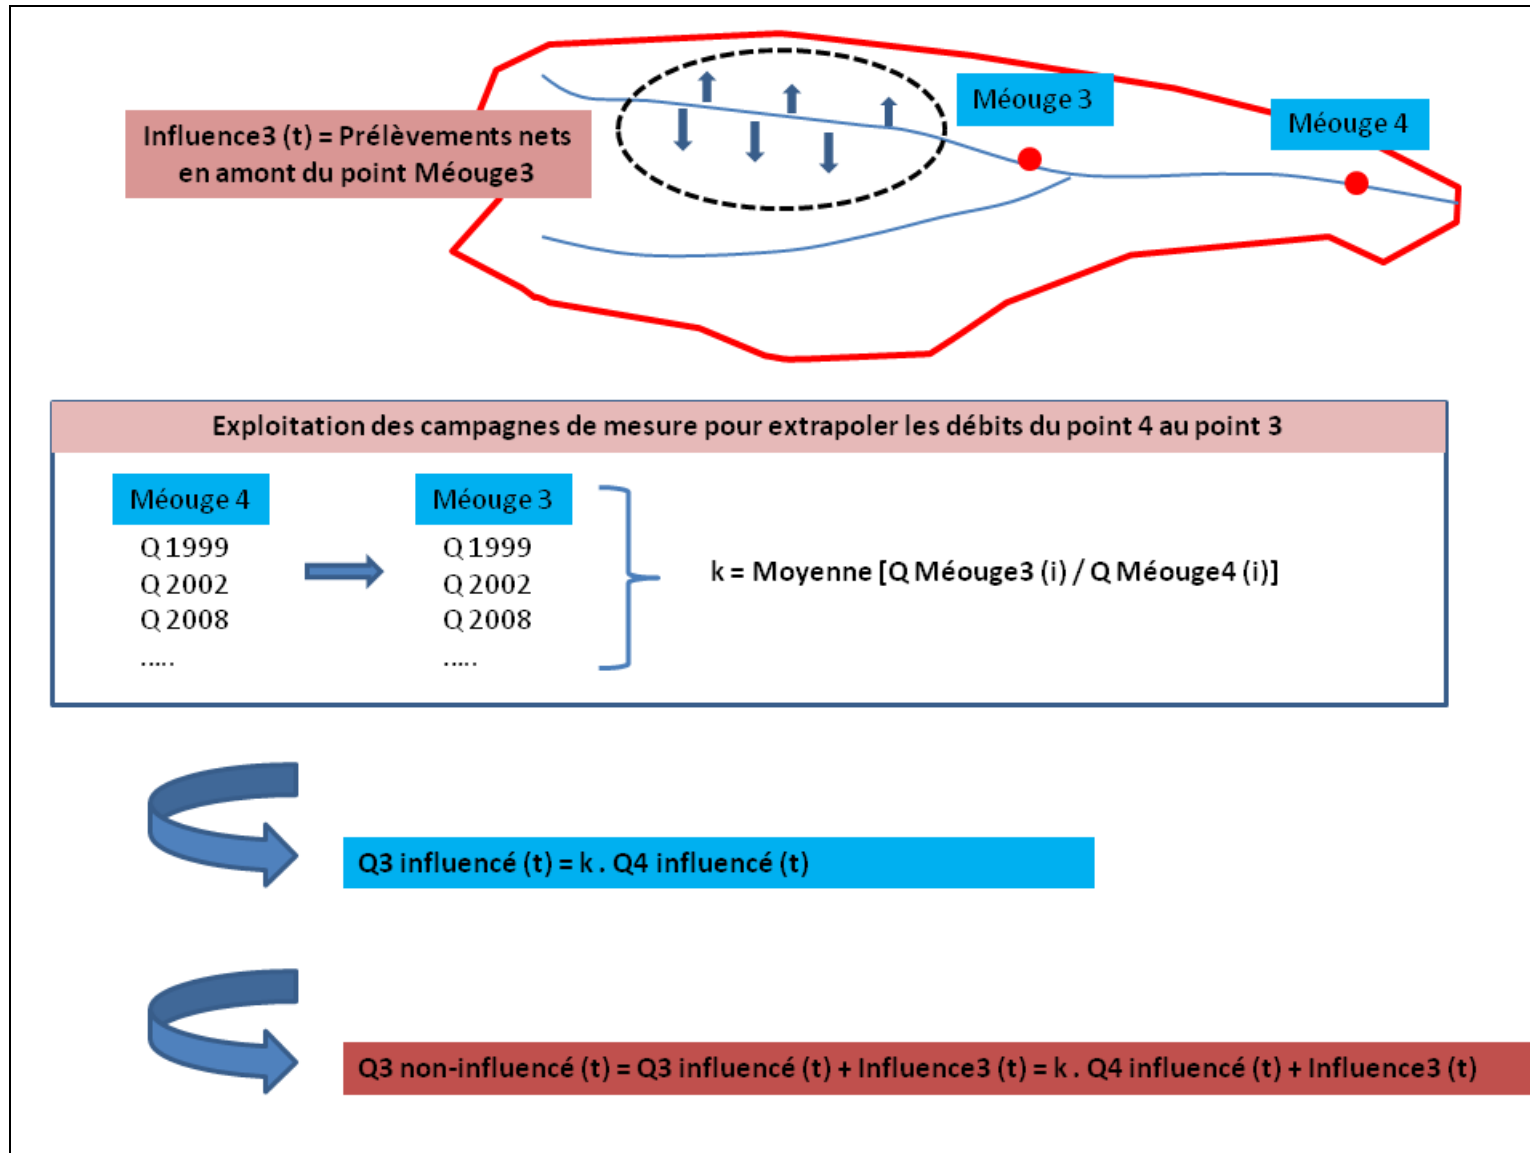 Méouge 3
Méouge 4
Influence3 (t) = Prélèvements nets
en amont du point Méouge3
Exploitation des campagnes de mesure pour extrapoler les débits du point 4 au point 3
Méouge 4
Méouge 3
Q 1999
Q 1999
Q 2002
Q 2002
Q 2008
Q 2008
.....
.....
k = Moyenne [Q Méouge3 (i) / Q Méouge4 (i)]
Q3 influencé (t) = k . Q4 influencé (t)
Q3 non-influencé (t) = Q3 influencé (t) + Influence3 (t) = k . Q4 influencé (t) + Influence3 (t)